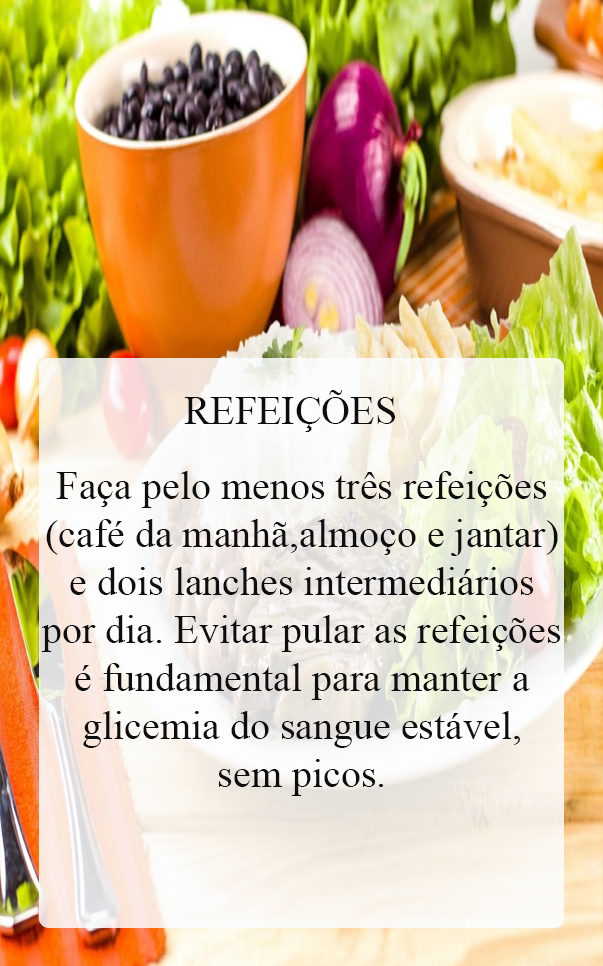 REFEIÇÕES
Faça pelo menos três refeições
(café da manhã,almoço e jantar)
e dois lanches intermediários
por dia. Evitar pular as refeições
é fundamental para manter a
glicemia do sangue estável,
sem picos.